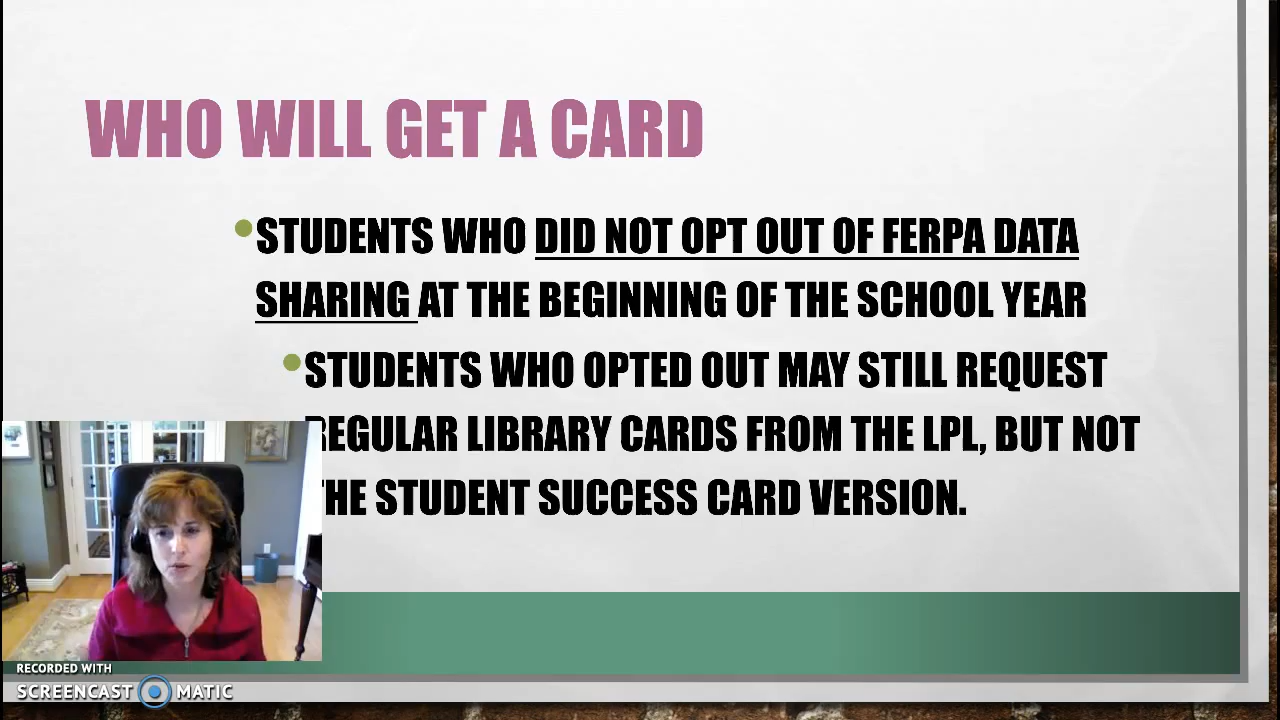 WHO WILL GET A CARD
STUDENTS WHO DID NOT OPT OUT OF FERPA DATA
SHARING AT THE BEGINNING OF THE SCHOOL YEAR
STUDENTS WHO OPTED OUT MAY STILL REQUEST
REGULAR LIBRARY CARDS FROM THE LPL, BUT NOT
THE STUDENT SUCCESS CARD VERSION.
RECORDED WITH
SCREENCAST MATIC